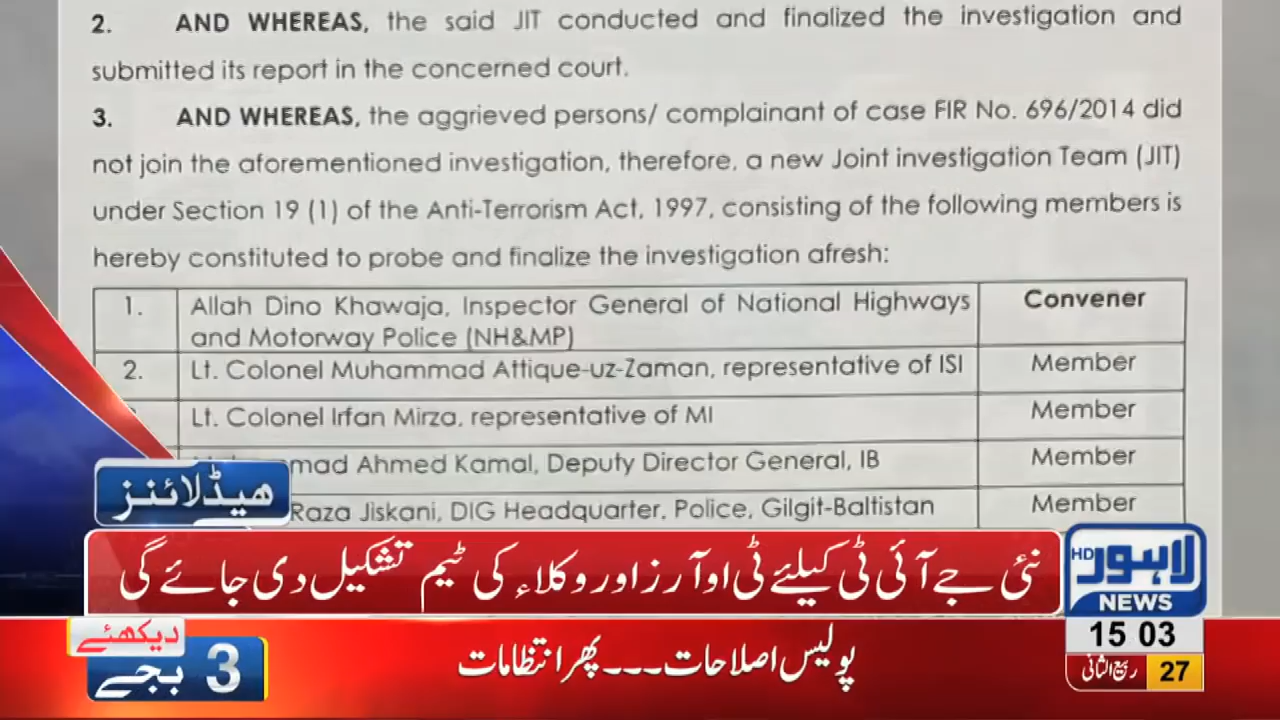 2. AND WHEREAS, the said JIT conducted and finalized the investigation and
submitted its report in the concerned court.
3. AND WHEREAS, the aggrieved persons/ complainant of case FIR No. 696/2014 did
not join the aforementioned investigation, therefore, a new Joint investigation Team (JIT)
under Section 19 (1) of the Anti-Terrorism Act, 1997, consisting of the following members is
hereby constituted to probe and finalize the investigation afresh:
1. Allah Dino Khawaja, Inspector General of National Highways Convener
and Motorway Police (NH&MP)
2. Lt. Colonel Muhammad Attique-uz-Zaman, representative of ISI Member
Lt. Colonel Irfan Mirza, representative of MI Member
Ahmed Kamal, Deputy Director General, IB Member
Raza Jiskani, DIG Headquarter, Police, Gilgit-Baltistan Member
ہیڈلائنز
نئی جے آئی ٹی کیلئے ٹی او آرز اور وکلاء کی ٹیم تشکیل دی جائے گی
لاہور HD
NEWS
15 03
27 ربیع الثانی
دیکھئے
3 بجے
پولیس اصلاحات۔۔۔ پھر انتظامات